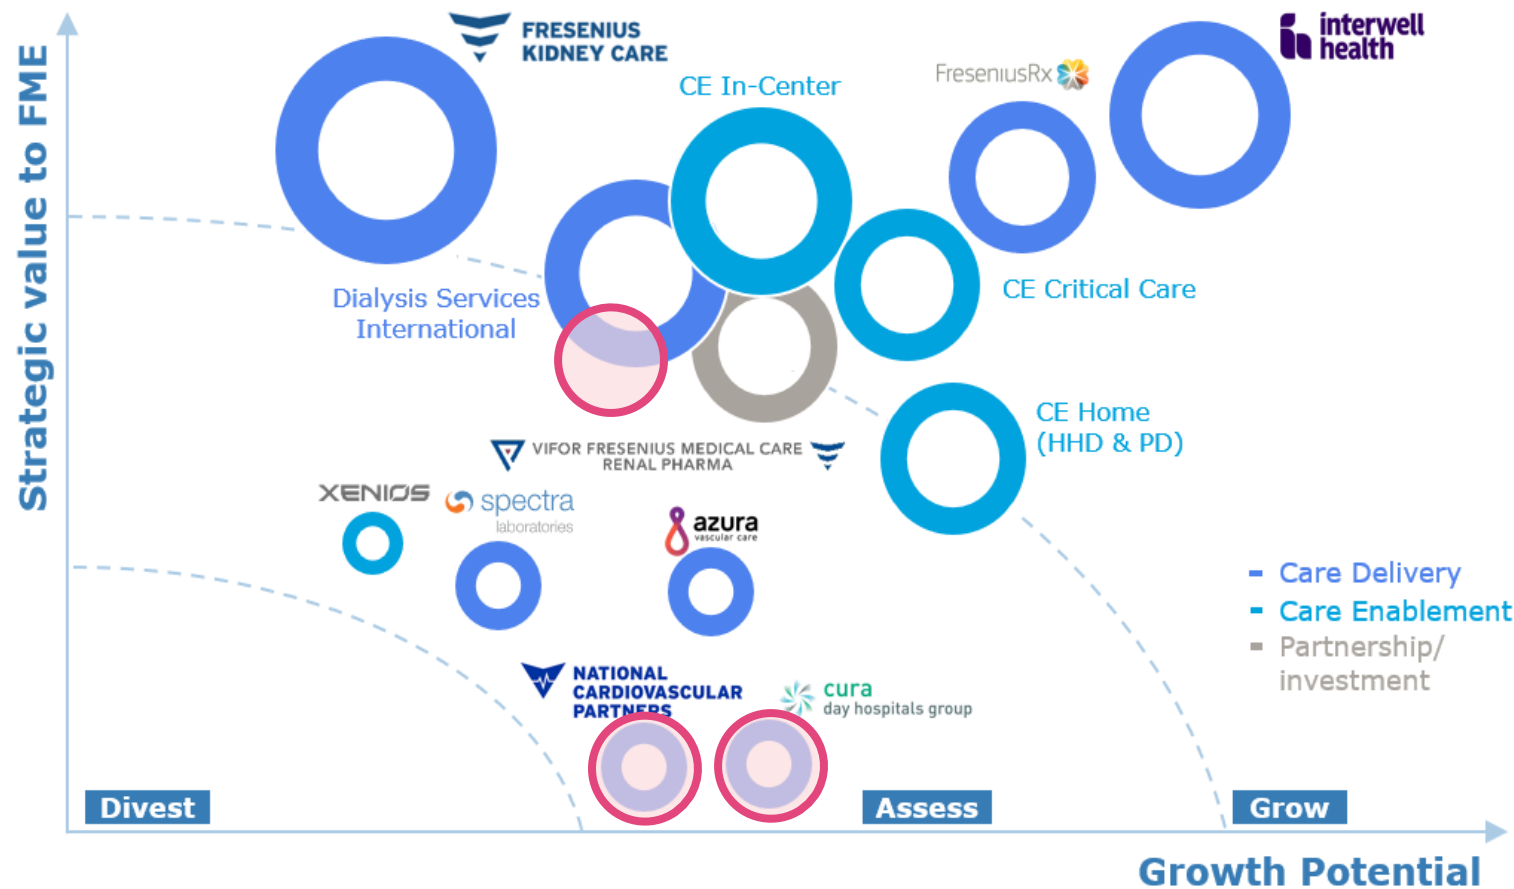 Strategic value to FME
FRESENIUS
KIDNEY CARE
interwell
health
CE In-Center
FreseniusRx
Dialysis Services
International
CE Critical Care
CE Home
(HHD & PD)
VIFOR FRESENIUS MEDICAL CARE
RENAL PHARMA
XENIOS
spectra
laboratories
azura
vascular care
NATIONAL
CARDIOVASCULAR
PARTNERS
cura
day hospitals group
Care Delivery
Care Enablement
Partnership/
investment
Divest
Assess
Grow
Growth Potential